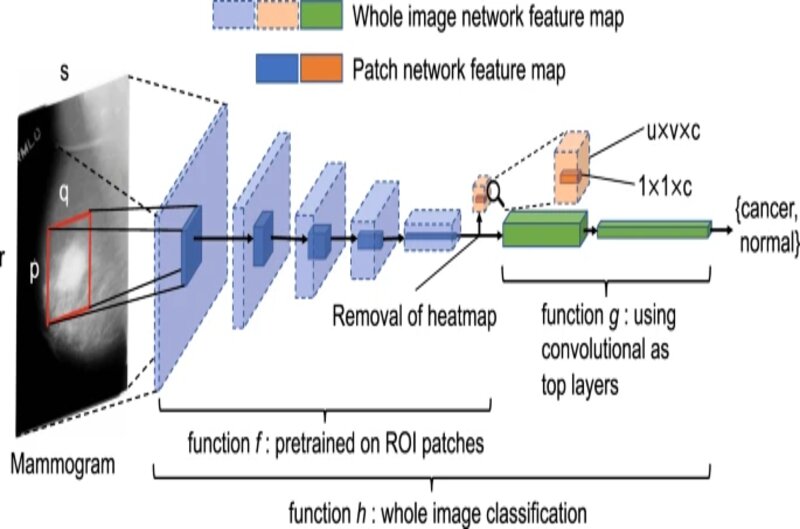 Whole image network feature map
Patch network feature map
s
RMLO
q
p
r
u×v×c
1×1×c
{cancer,
normal}
Removal of heatmap
function g : using
convolutional as
top layers
function f : pretrained on ROI patches
Mammogram
function h : whole image classification